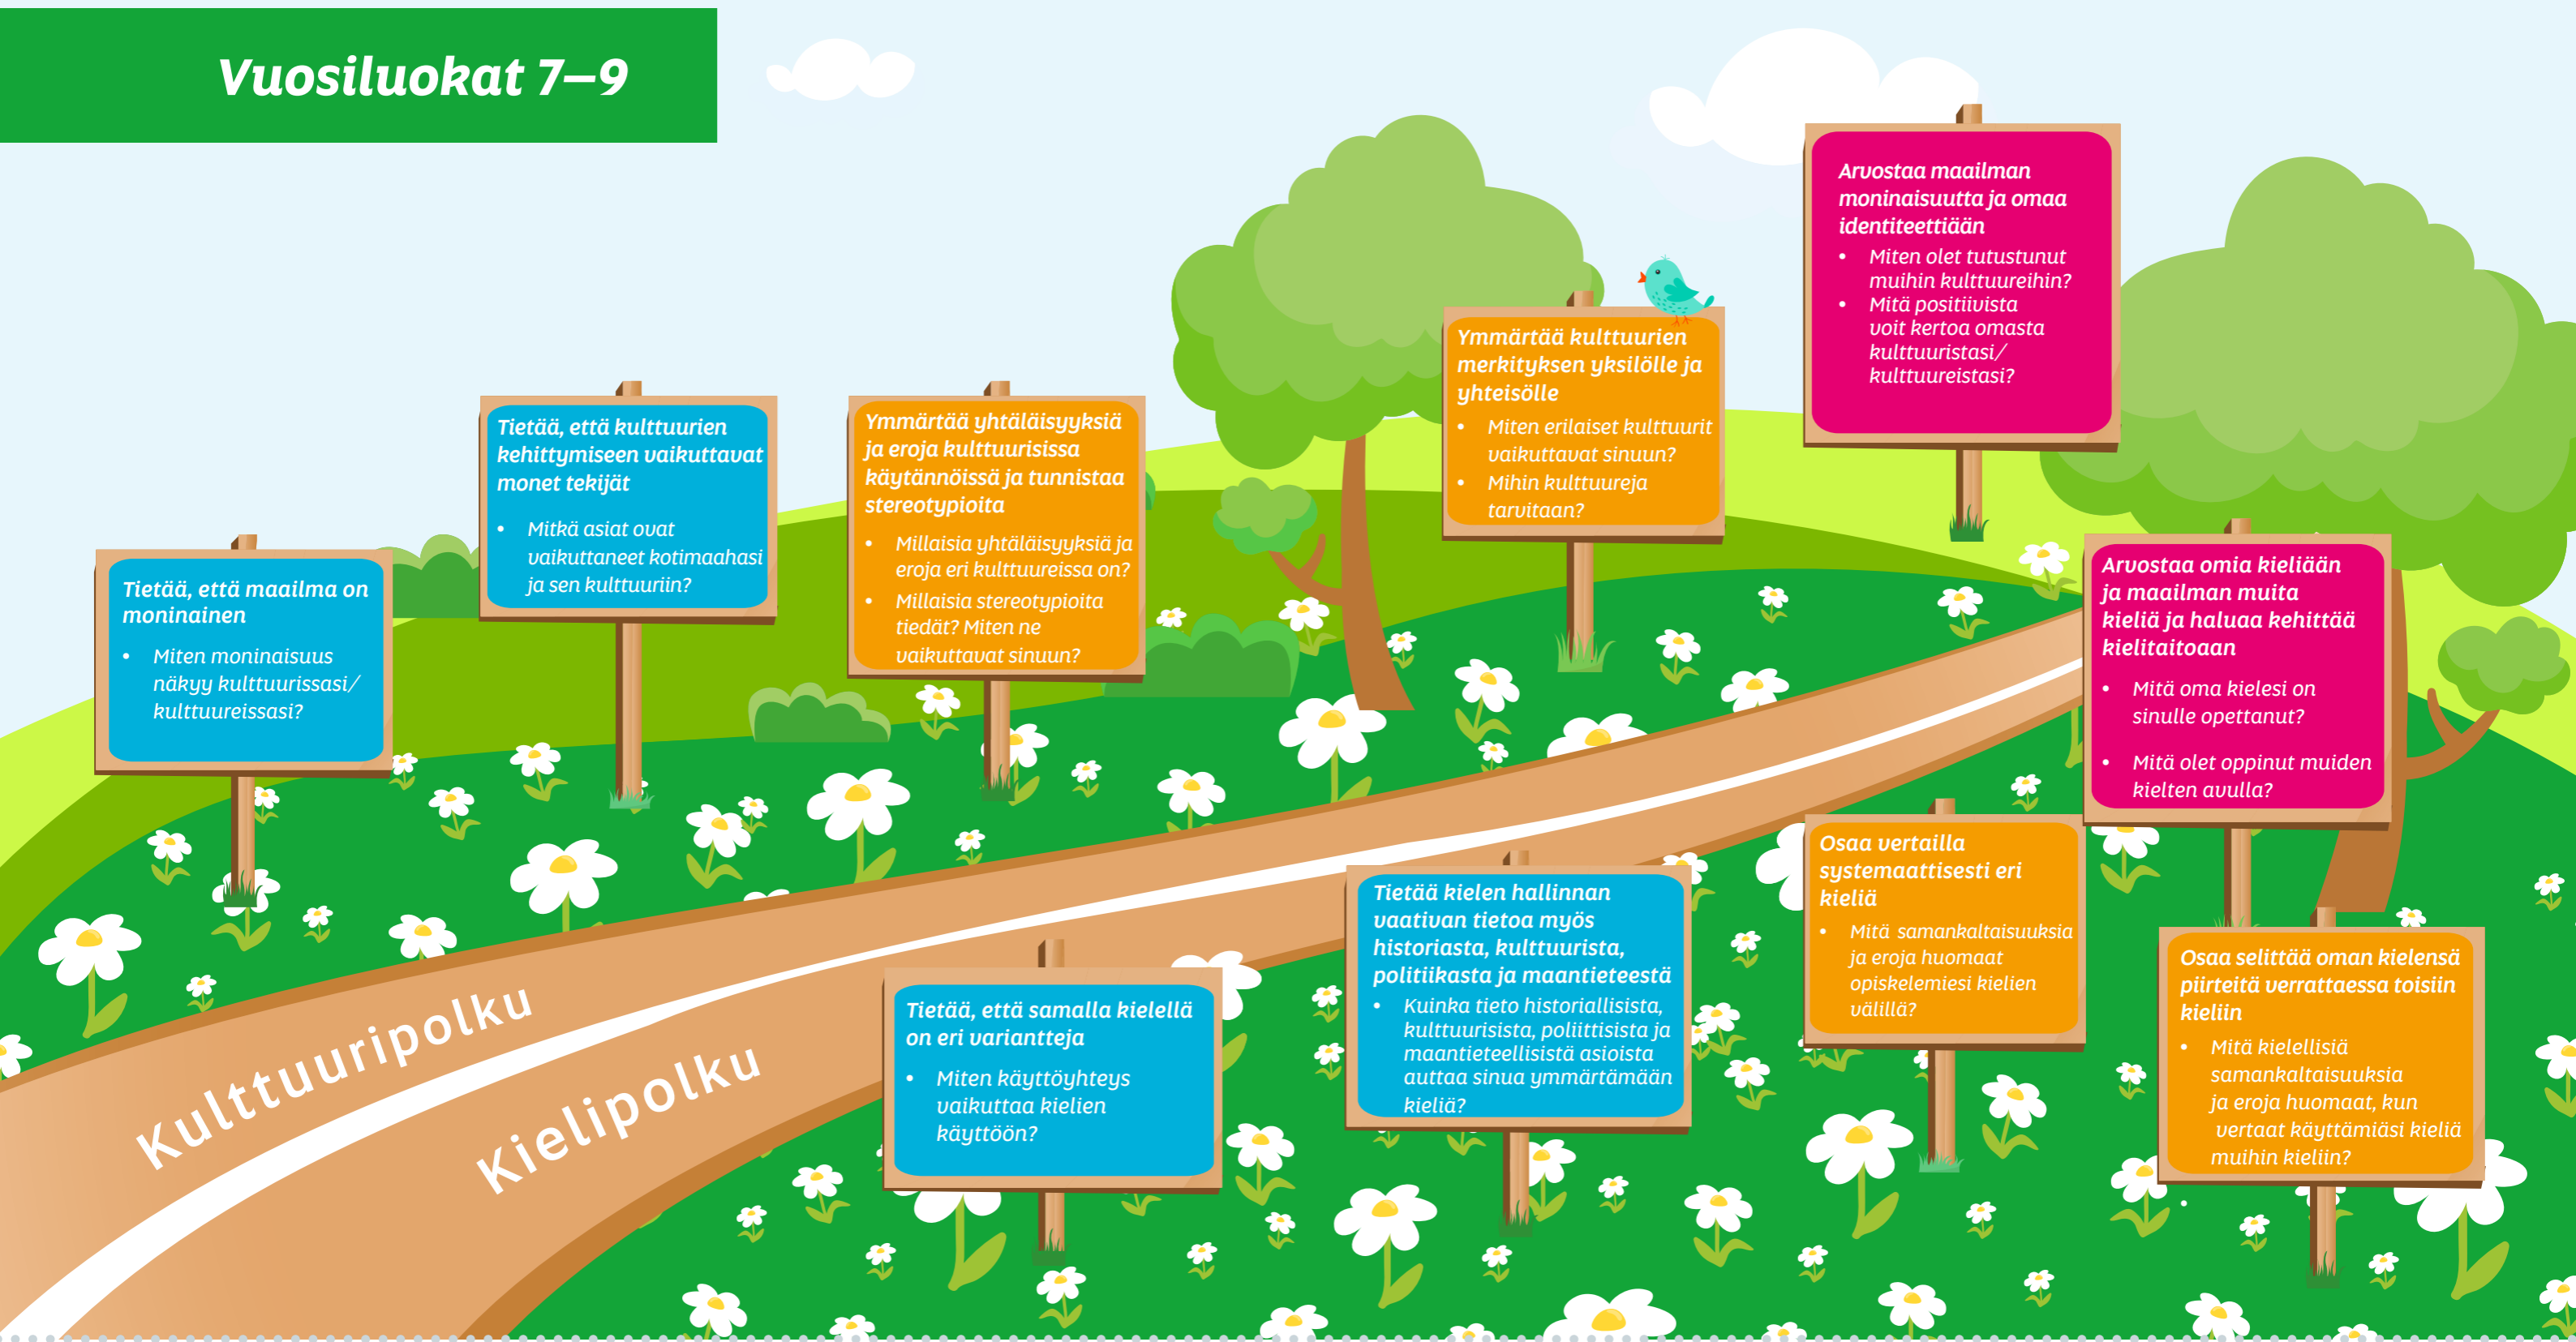 Vuosiluokat 7–9
Tietää, että maailma on
moninainen
• Miten moninaisuus
näkyy kulttuurissasi/
kulttuureissasi?
Tietää, että kulttuurien
kehittymiseen vaikuttavat
monet tekijät
• Mitkä asiat ovat
vaikuttaneet kotimaahasi
ja sen kulttuuriin?
Ymmärtää yhtäläisyyksiä
ja eroja kulttuurisissa
käytännöissä ja tunnistaa
stereotypioita
• Millaisia yhtäläisyyksiä ja
eroja eri kulttuureissa on?
• Millaisia stereotypioita
tiedät? Miten ne
vaikuttavat sinuun?
Ymmärtää kulttuurien
merkityksen yksilölle ja
yhteisölle
• Miten erilaiset kulttuurit
vaikuttavat sinuun?
• Mihin kulttuureja
tarvitaan?
Arvostaa maailman
moninaisuutta ja omaa
identiteettiään
• Miten olet tutustunut
muihin kulttuureihin?
• Mitä positiivista
voit kertoa omasta
kulttuuristasi/
kulttuureistasi?
Kulttuuripolku
Kielipolku
Tietää, että samalla kielellä
on eri variantteja
• Miten käyttöyhteys
vaikuttaa kielien
käyttöön?
Tietää kielen hallinnan
vaativan tietoa myös
historiasta, kulttuurista,
politiikasta ja maantieteestä
• Kuinka tieto historiallisista,
kulttuurisista, poliittisista ja
maantieteellisistä asioista
auttaa sinua ymmärtämään
kieliä?
Osaa vertailla
systemaattisesti eri
kieliä
• Mitä samankaltaisuuksia
ja eroja huomaat
opiskelemiesi kielien
välillä?
Arvostaa omia kieliään
ja maailman muita
kieliä ja haluaa kehittää
kielitaitoaan
• Mitä oma kielesi on
sinulle opettanut?
• Mitä olet oppinut muiden
kielten avulla?
Osaa selittää oman kielensä
piirteitä verrattaessa toisiin
kieliin
• Mitä kielellisiä
samankaltaisuuksia
ja eroja huomaat, kun
vertaat käyttämiäsi kieliä
muihin kieliin?
•